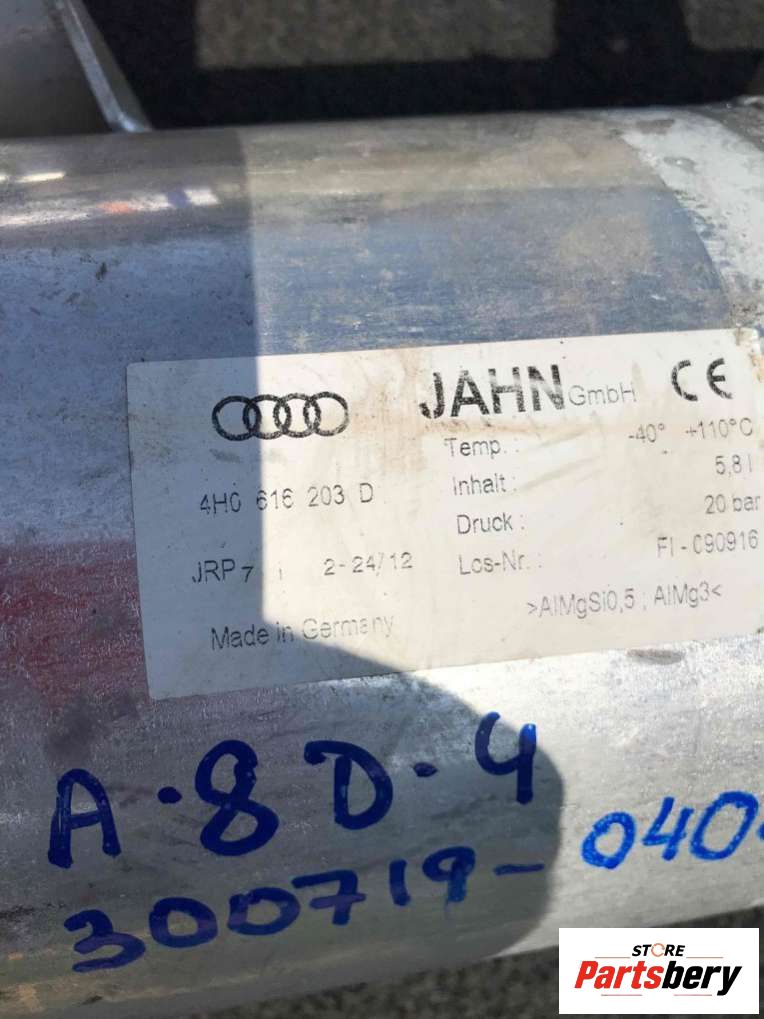 JAHN GmbH CE
Temp. : -40° +110°C
4H0 616 203 D
Inhalt : 5,8 l
Druck : 20 bar
JRP 7 2-24/12
Los-Nr. : FI - 090916
Made in Germany
>AlMgSi0,5 ; AlMg3<
A·8D·4
300719-040
STORE
Partsbery